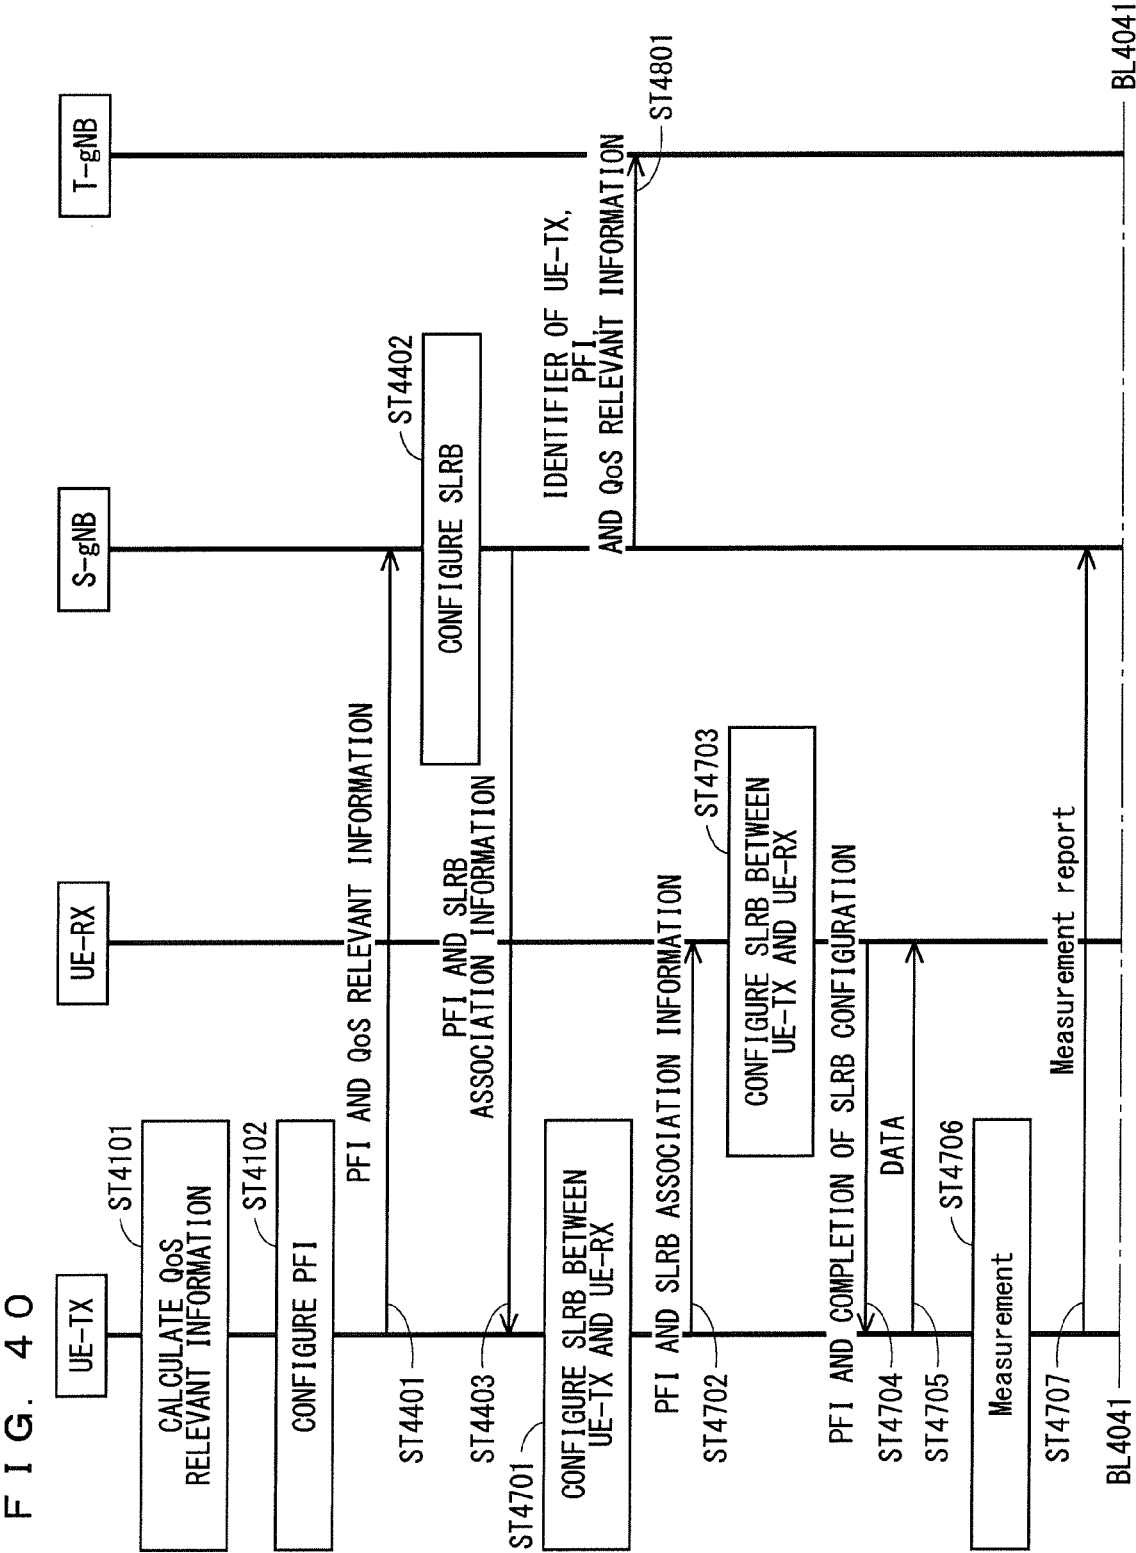 FIG. 40
UE-TX
UE-RX
S-gNB
T-gNB
ST4101
CALCULATE QoS
RELEVANT INFORMATION
ST4102
CONFIGURE PFI
PFI AND QoS RELEVANT INFORMATION
ST4401
ST4402
CONFIGURE SLRB
PFI AND SLRB
ASSOCIATION INFORMATION
ST4403
ST4701
CONFIGURE SLRB BETWEEN
UE-TX AND UE-RX
IDENTIFIER OF UE-TX,
PFI,
AND QoS RELEVANT INFORMATION
ST4801
PFI AND SLRB ASSOCIATION INFORMATION
ST4702
ST4703
CONFIGURE SLRB BETWEEN
UE-TX AND UE-RX
PFI AND COMPLETION OF SLRB CONFIGURATION
ST4704
DATA
ST4705
ST4706
Measurement
Measurement report
ST4707
BL4041
BL4041